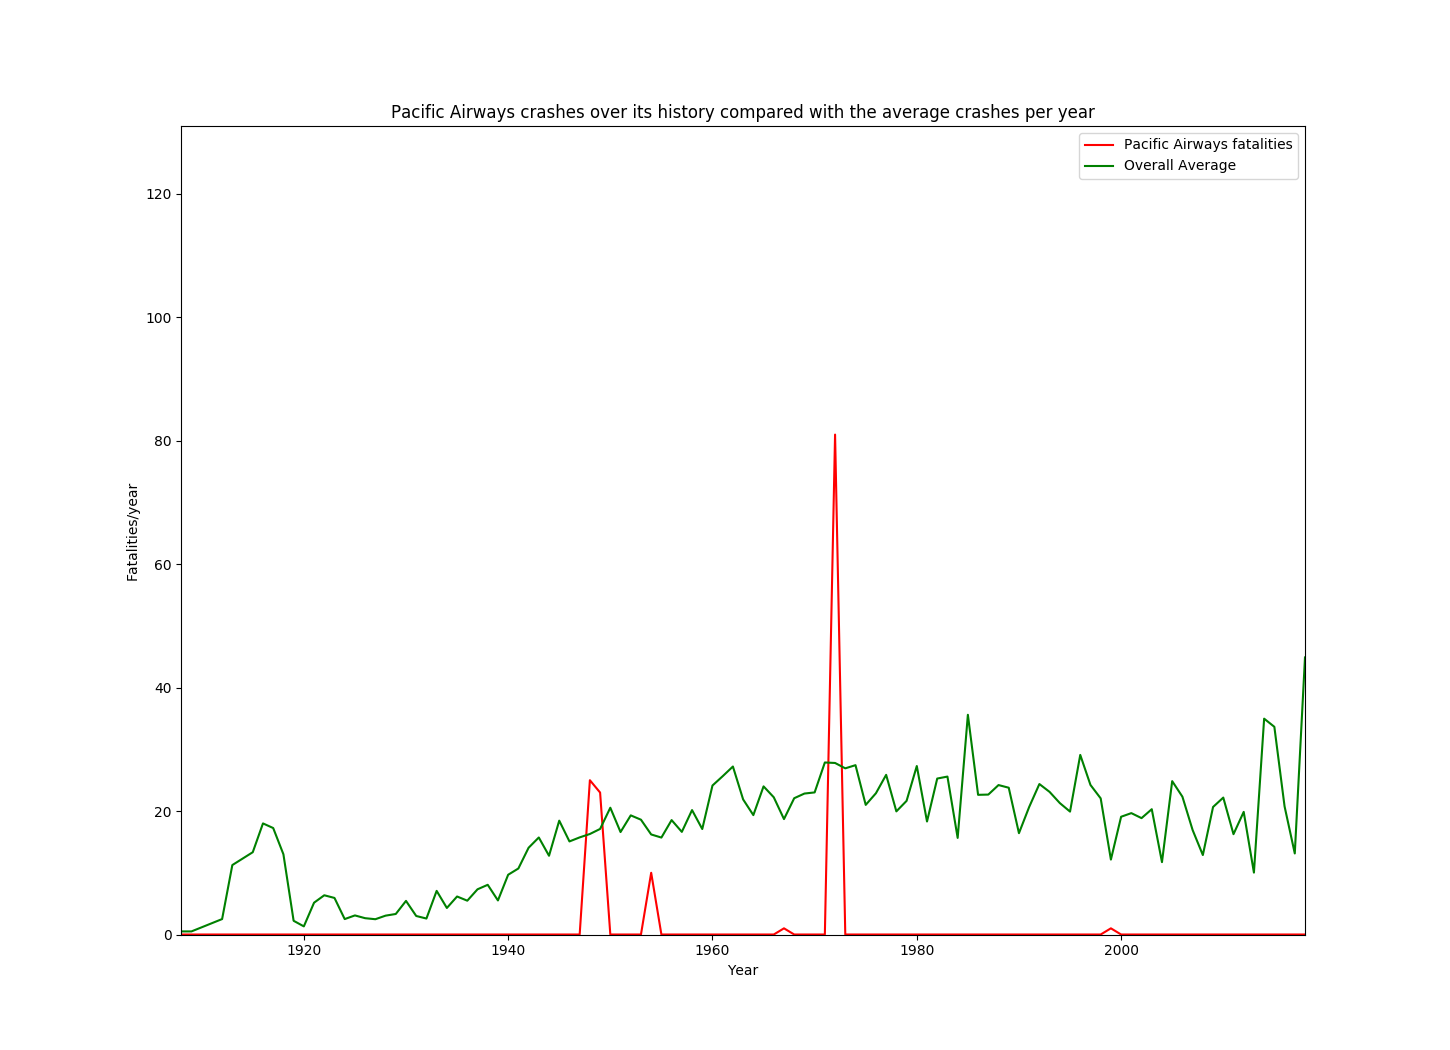 Pacific Airways crashes over its history compared with the average crashes per year
Pacific Airways fatalities
Overall Average
120
100
80
60
40
20
0
Fatalities/year
1920
1940
1960
1980
2000
Year